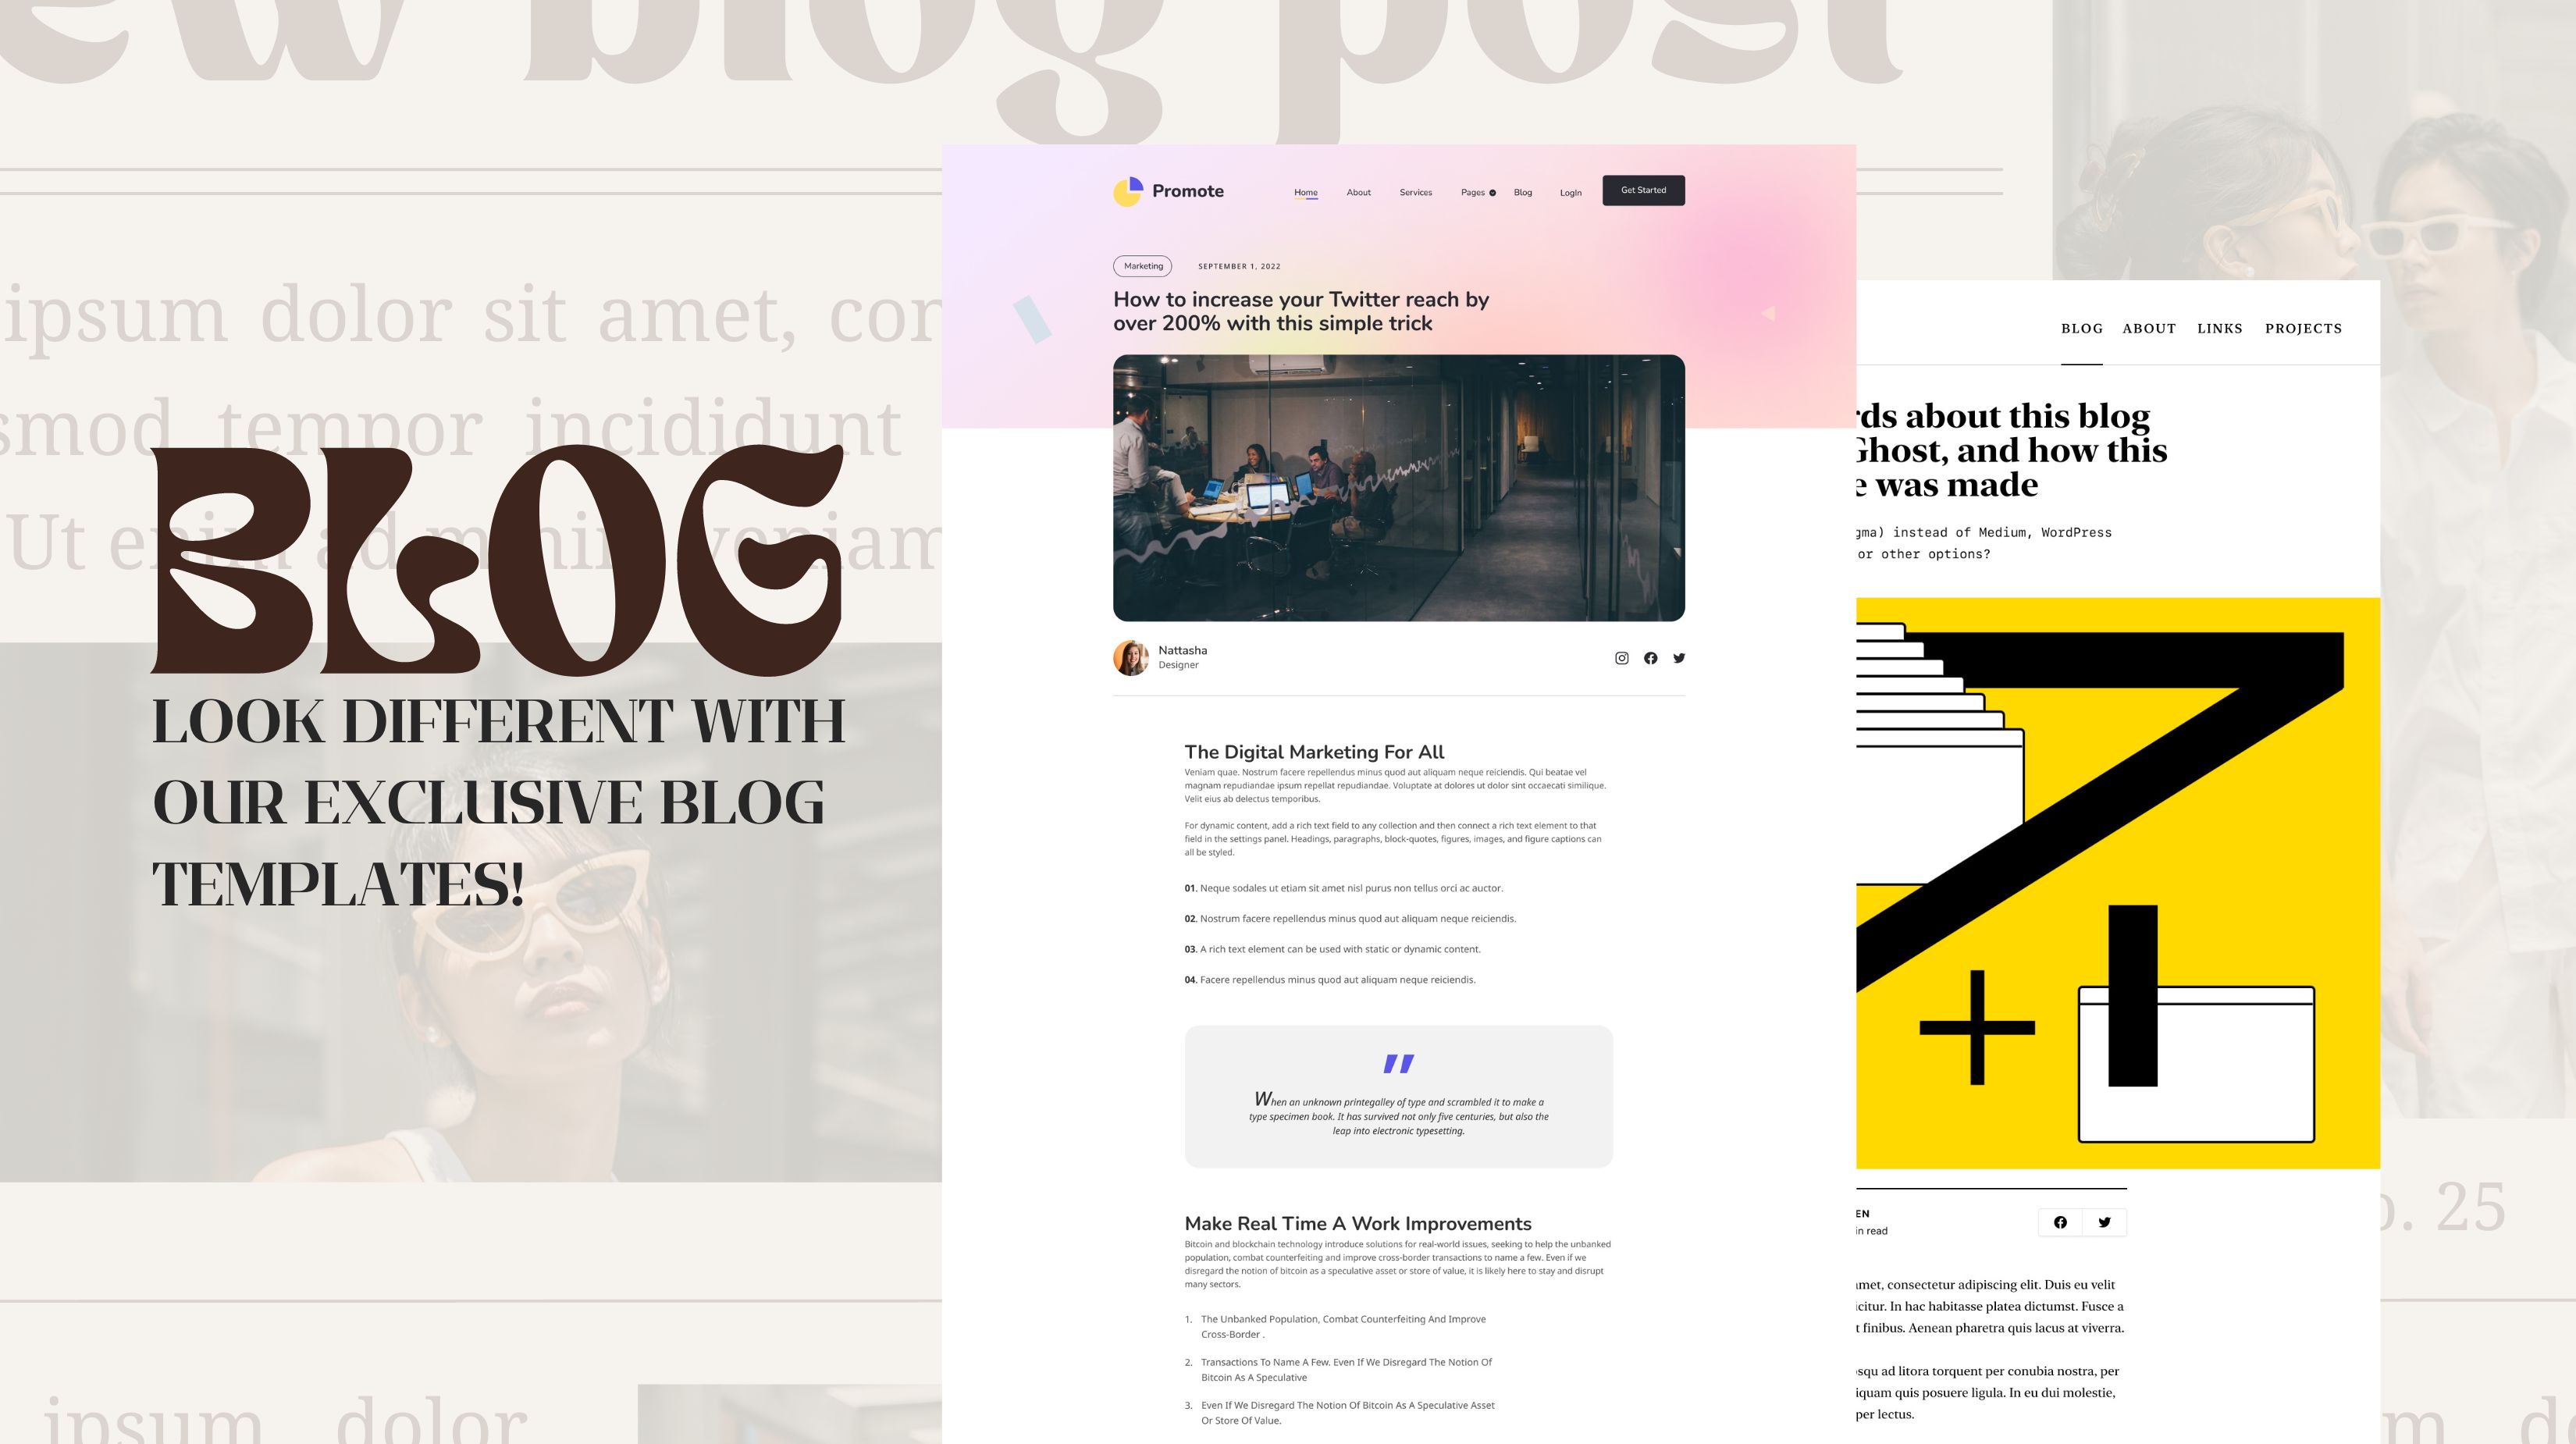 ew blog post
ipsum dolor sit amet, con
smod tempor incididunt
Ut enim ad minim veniam
BLOG
LOOK DIFFERENT WITH
OUR EXCLUSIVE BLOG
TEMPLATES!
ipsum dolor
Promote
Home About Services Pages Blog LogIn Get Started
Marketing SEPTEMBER 1, 2022
How to increase your Twitter reach by
over 200% with this simple trick
Nattasha
Designer
The Digital Marketing For All
Veniam quae. Nostrum facere repellendus minus quod aut aliquam neque reiciendis. Qui beatae vel
magnam repudiandae ipsum repellat repudiandae. Voluptate at dolores ut dolor sint occaecati similique.
Velit eius ab delectus temporibus.
For dynamic content, add a rich text field to any collection and then connect a rich text element to that
field in the settings panel. Headings, paragraphs, block-quotes, figures, images, and figure captions can
all be styled.
01. Neque sodales ut etiam sit amet nisl purus non tellus orci ac auctor.
02. Nostrum facere repellendus minus quod aut aliquam neque reiciendis.
03. A rich text element can be used with static or dynamic content.
04. Facere repellendus minus quod aut aliquam neque reiciendis.
"
When an unknown printegalley of type and scrambled it to make a
type specimen book. It has survived not only five centuries, but also the
leap into electronic typesetting.
Make Real Time A Work Improvements
Bitcoin and blockchain technology introduce solutions for real-world issues, seeking to help the unbanked
population, combat counterfeiting and improve cross-border transactions to name a few. Even if we
disregard the notion of bitcoin as a speculative asset or store of value, it is likely here to stay and disrupt
many sectors.
1. The Unbanked Population, Combat Counterfeiting And Improve
Cross-Border .
2. Transactions To Name A Few. Even If We Disregard The Notion Of
Bitcoin As A Speculative
3. Even If We Disregard The Notion Of Bitcoin As A Speculative Asset
Or Store Of Value.
BLOG ABOUT LINKS PROJECTS
rds about this blog
Ghost, and how this
e was made
gma) instead of Medium, WordPress
or other options?
EN
in read
amet, consectetur adipiscing elit. Duis eu velit
icitur. In hac habitasse platea dictumst. Fusce a
t finibus. Aenean pharetra quis lacus at viverra.
osqu ad litora torquent per conubia nostra, per
iquam quis posuere ligula. In eu dui molestie,
per lectus.
o. 25
m do